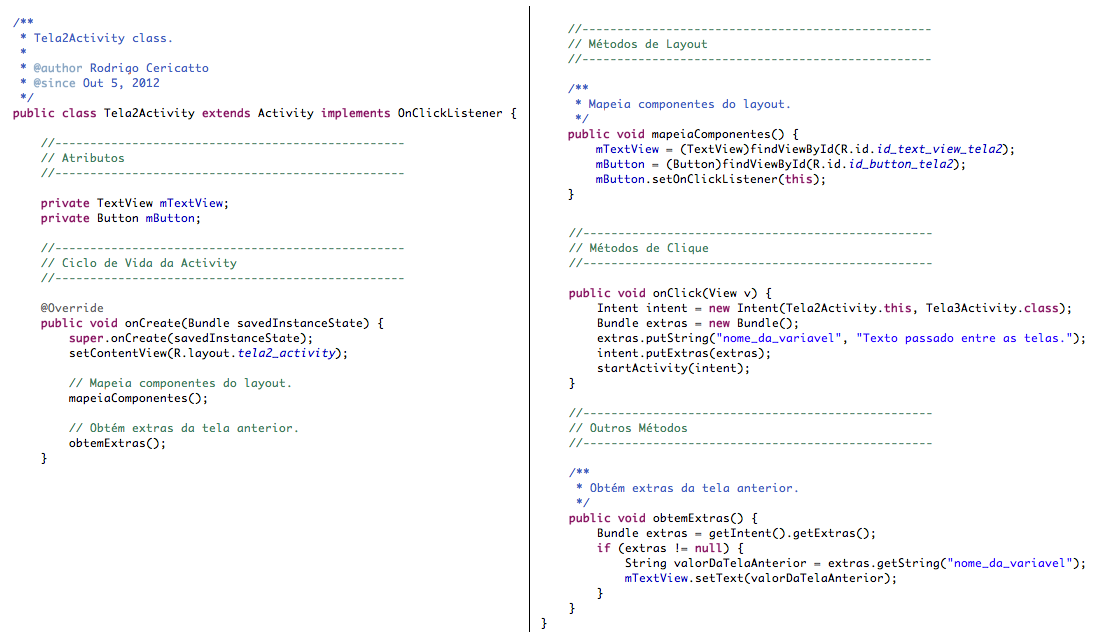 /**
 * Tela2Activity class.
 *
 * @author Rodrigo Cericatto
 * @since Out 5, 2012
 */
public class Tela2Activity extends Activity implements OnClickListener {
    //--------------------------------------------------
    // Atributos
    //--------------------------------------------------
    private TextView mTextView;
    private Button mButton;
    //--------------------------------------------------
    // Ciclo de Vida da Activity
    //--------------------------------------------------
    @Override
    public void onCreate(Bundle savedInstanceState) {
        super.onCreate(savedInstanceState);
        setContentView(R.layout.tela2_activity);
        // Mapeia componentes do layout.
        mapeiaComponentes();
        // Obtém extras da tela anterior.
        obtemExtras();
    }
    //--------------------------------------------------
    // Métodos de Layout
    //--------------------------------------------------
    /**
     * Mapeia componentes do layout.
     */
    public void mapeiaComponentes() {
        mTextView = (TextView)findViewById(R.id.id_text_view_tela2);
        mButton = (Button)findViewById(R.id.id_button_tela2);
        mButton.setOnClickListener(this);
    }
    //--------------------------------------------------
    // Métodos de Clique
    //--------------------------------------------------
    public void onClick(View v) {
        Intent intent = new Intent(Tela2Activity.this, Tela3Activity.class);
        Bundle extras = new Bundle();
        extras.putString("nome_da_variavel", "Texto passado entre as telas.");
        intent.putExtras(extras);
        startActivity(intent);
    }
    //--------------------------------------------------
    // Outros Métodos
    //--------------------------------------------------
    /**
     * Obtém extras da tela anterior.
     */
    public void obtemExtras() {
        Bundle extras = getIntent().getExtras();
        if (extras != null) {
            String valorDaTelaAnterior = extras.getString("nome_da_variavel");
            mTextView.setText(valorDaTelaAnterior);
        }
    }
}